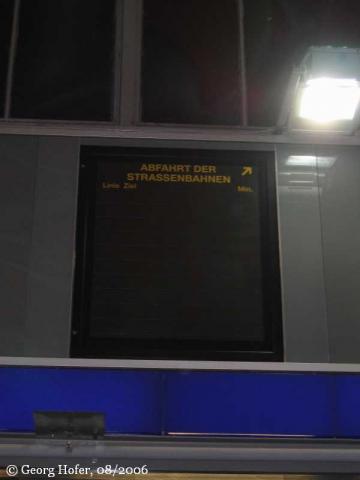 ABFAHRT DER
STRASSENBAHNEN
Linie Ziel Min.
© Georg Hofer, 08/2006